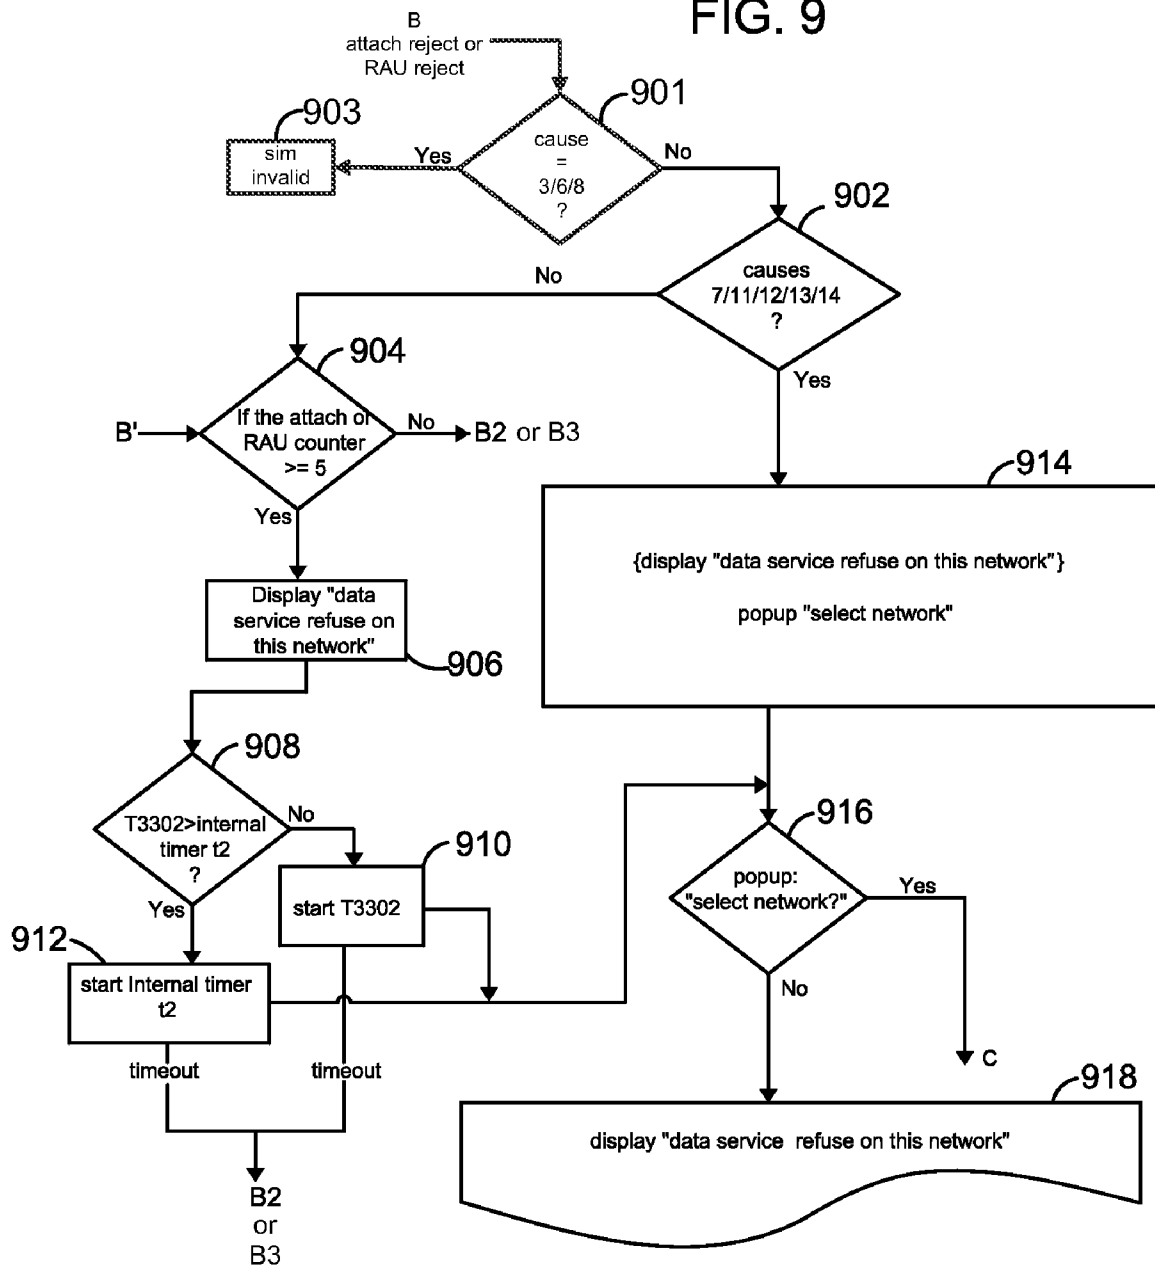 FIG. 9
B
attach reject or
RAU reject
901
903
cause
=
3/6/8
?
Yes
No
sim
invalid
902
causes
7/11/12/13/14
?
No
Yes
904
If the attach or
RAU counter
>= 5
B'
No
B2 or B3
Yes
914
{display "data service refuse on this network"}
popup "select network"
Display "data
service refuse on
this network"
906
908
T3302>internal
timer t2
?
No
Yes
910
start T3302
912
start Internal timer
t2
timeout
timeout
B2
or
B3
916
popup:
"select network?"
Yes
No
C
918
display "data service refuse on this network"